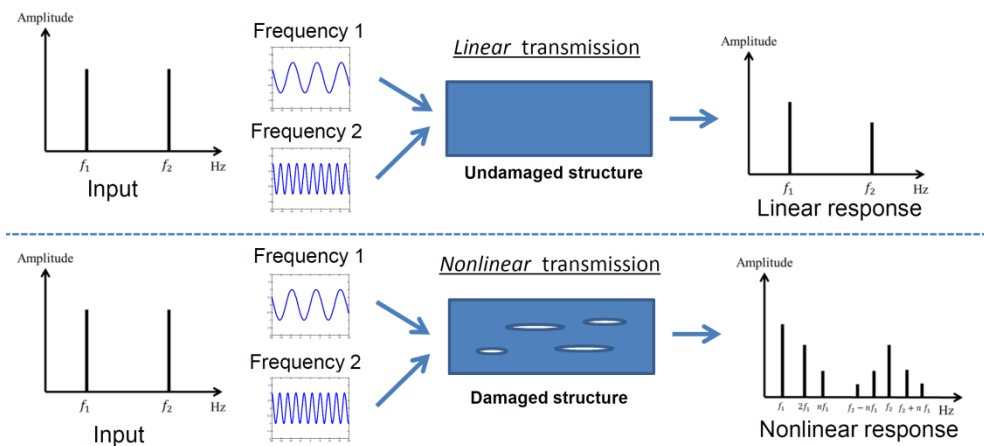 Amplitude
f₁
f₂
Hz
Input
Frequency 1
Frequency 2
Linear transmission
Undamaged structure
Amplitude
f₁
f₂
Hz
Linear response
Amplitude
f₁
f₂
Hz
Input
Frequency 1
Frequency 2
Nonlinear transmission
Damaged structure
Amplitude
f₁
2f₁
nf₁
f₂ − nf₁
f₂
f₂ + n f₁
Hz
Nonlinear response